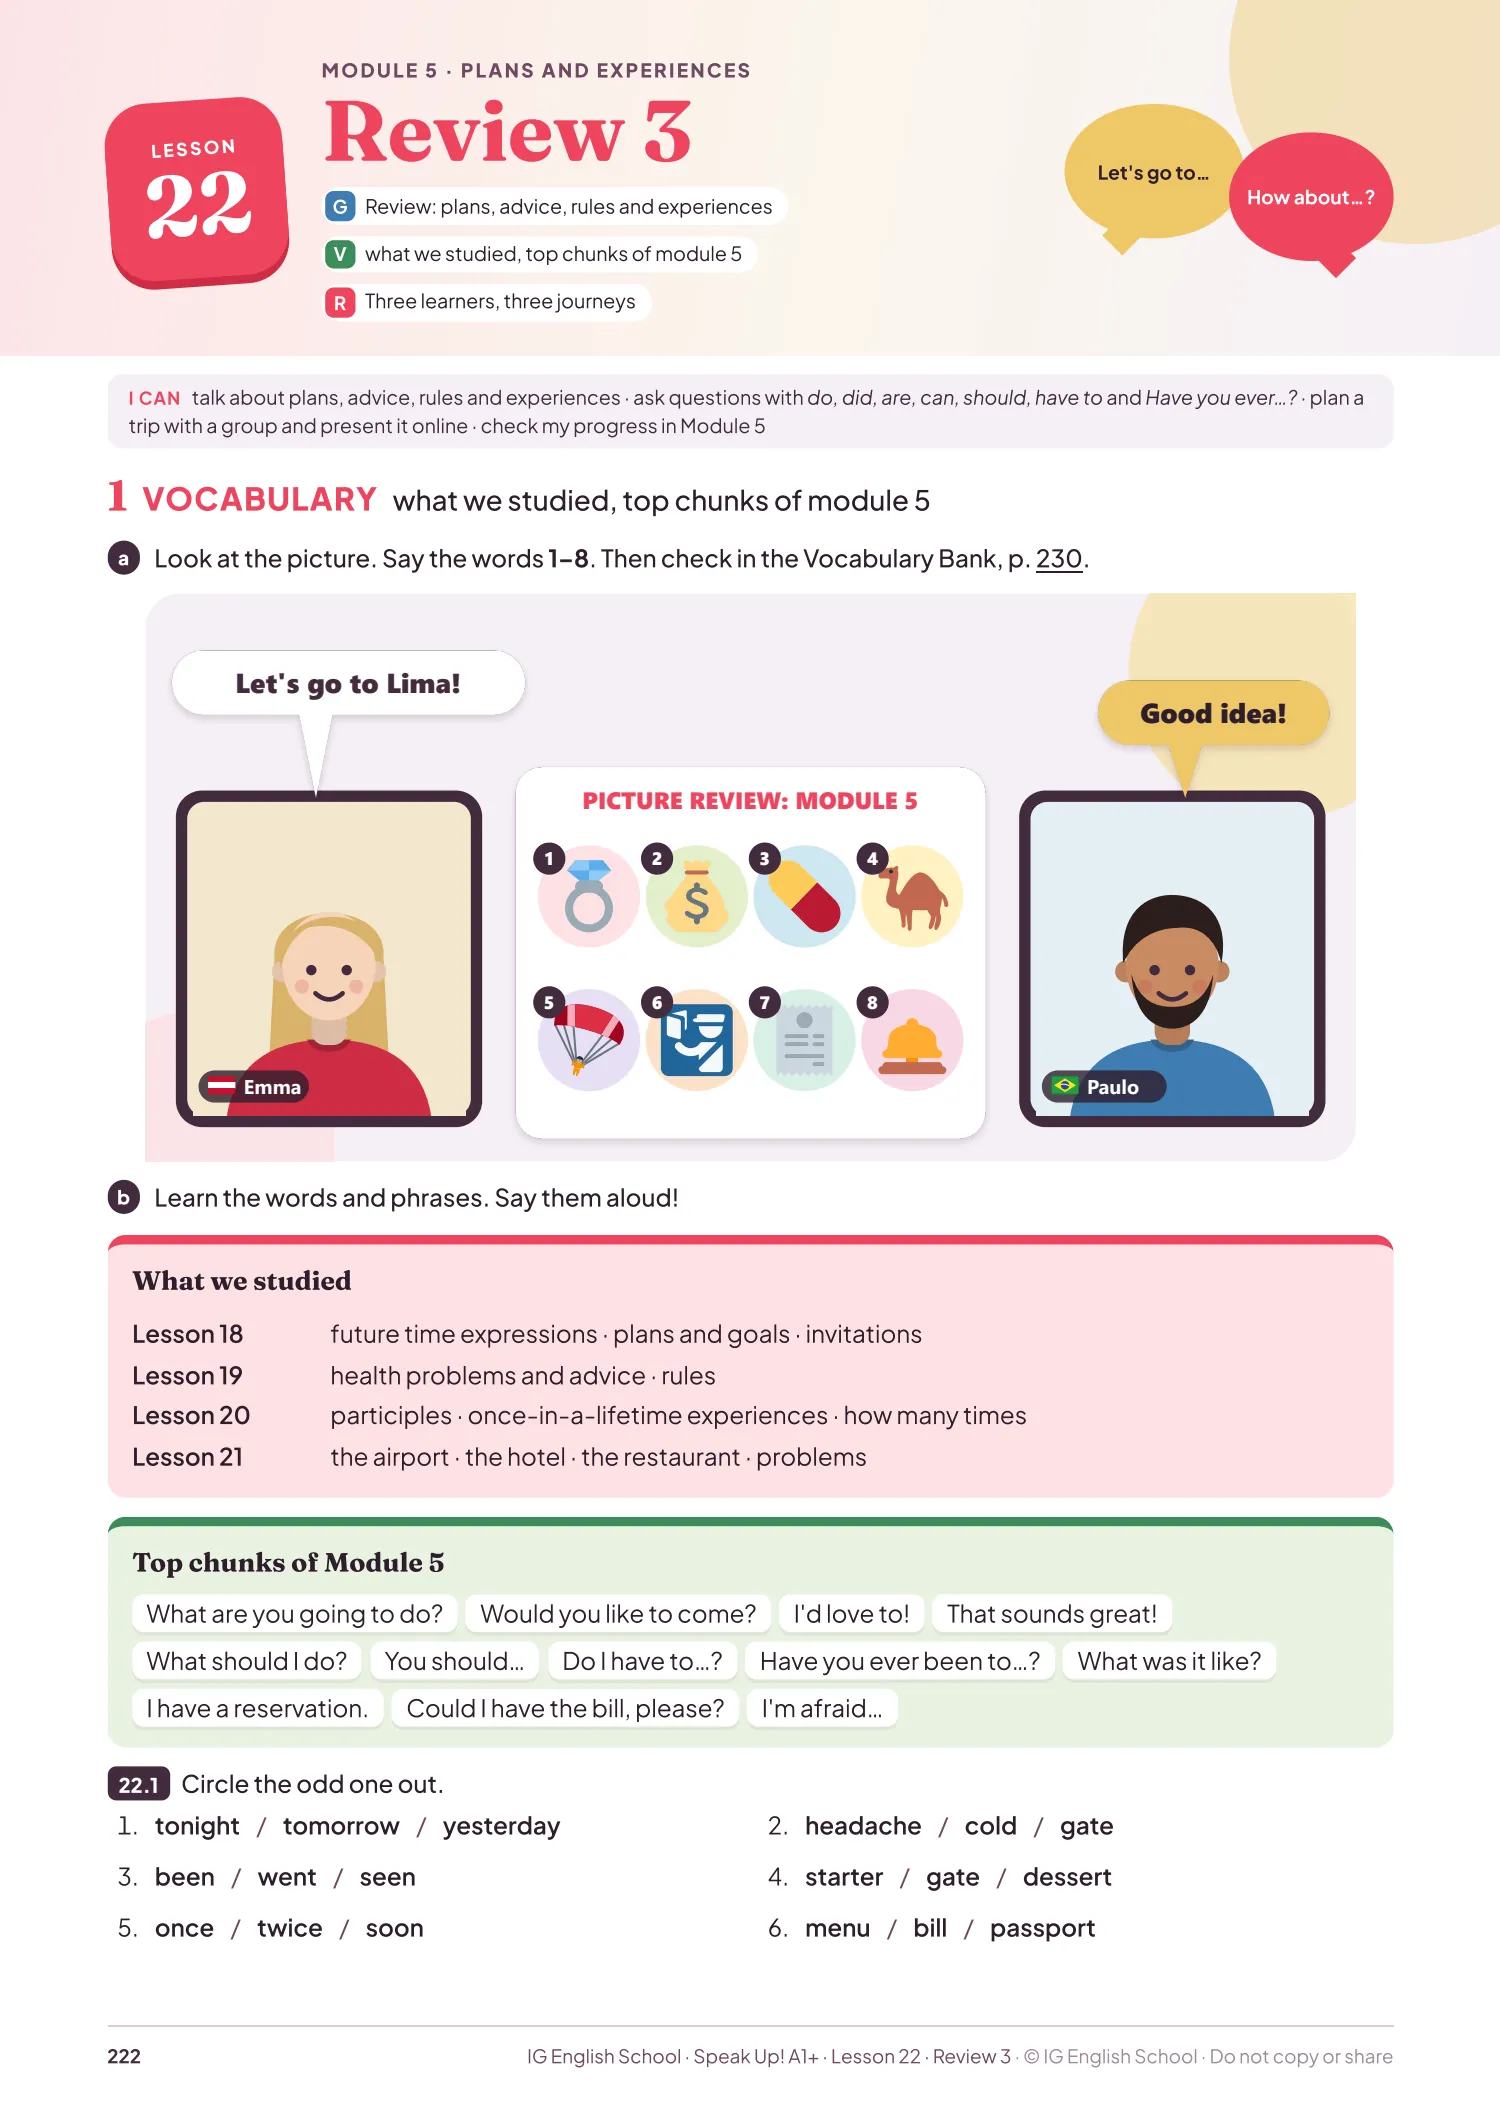 MODULE 5 · PLANS AND EXPERIENCES
LESSON
22
Review 3
G Review: plans, advice, rules and experiences
V what we studied, top chunks of module 5
R Three learners, three journeys
Let's go to...
How about...?
I CAN talk about plans, advice, rules and experiences · ask questions with do, did, are, can, should, have to and Have you ever...? · plan a
trip with a group and present it online · check my progress in Module 5
1 VOCABULARY what we studied, top chunks of module 5
a Look at the picture. Say the words 1–8. Then check in the Vocabulary Bank, p. 230.
Let's go to Lima!
Good idea!
PICTURE REVIEW: MODULE 5
1 2 3 4
5 6 7 8
Emma
Paulo
b Learn the words and phrases. Say them aloud!
What we studied
Lesson 18 future time expressions · plans and goals · invitations
Lesson 19 health problems and advice · rules
Lesson 20 participles · once-in-a-lifetime experiences · how many times
Lesson 21 the airport · the hotel · the restaurant · problems
Top chunks of Module 5
What are you going to do? Would you like to come? I'd love to! That sounds great!
What should I do? You should... Do I have to...? Have you ever been to...? What was it like?
I have a reservation. Could I have the bill, please? I'm afraid...
22.1 Circle the odd one out.
1. tonight / tomorrow / yesterday 2. headache / cold / gate
3. been / went / seen 4. starter / gate / dessert
5. once / twice / soon 6. menu / bill / passport
222 IG English School · Speak Up! A1+ · Lesson 22 · Review 3 · © IG English School · Do not copy or share